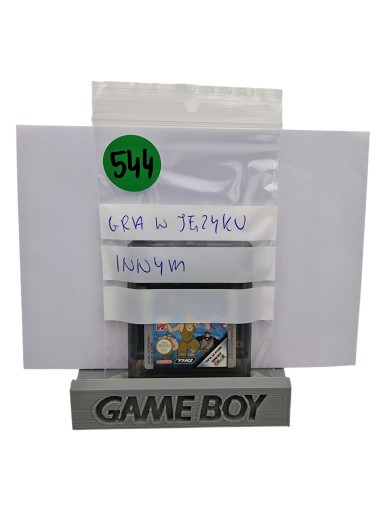 544
GRA W JĘZYKU
INNYM
THQ
GAME BOY